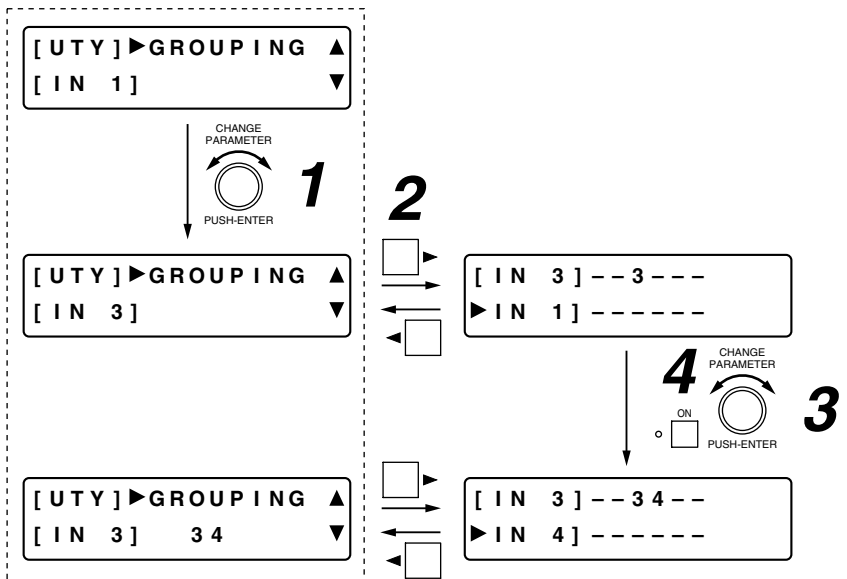 [UTY]▶GROUPING ▲
[IN 1] ▼
CHANGE
PARAMETER
PUSH-ENTER
1
2
[UTY]▶GROUPING ▲
[IN 3] ▼
[IN 3]--3---
▶IN 1]------
4
ON
CHANGE
PARAMETER
PUSH-ENTER
3
[UTY]▶GROUPING ▲
[IN 3] 34 ▼
[IN 3]--34--
▶IN 4]------